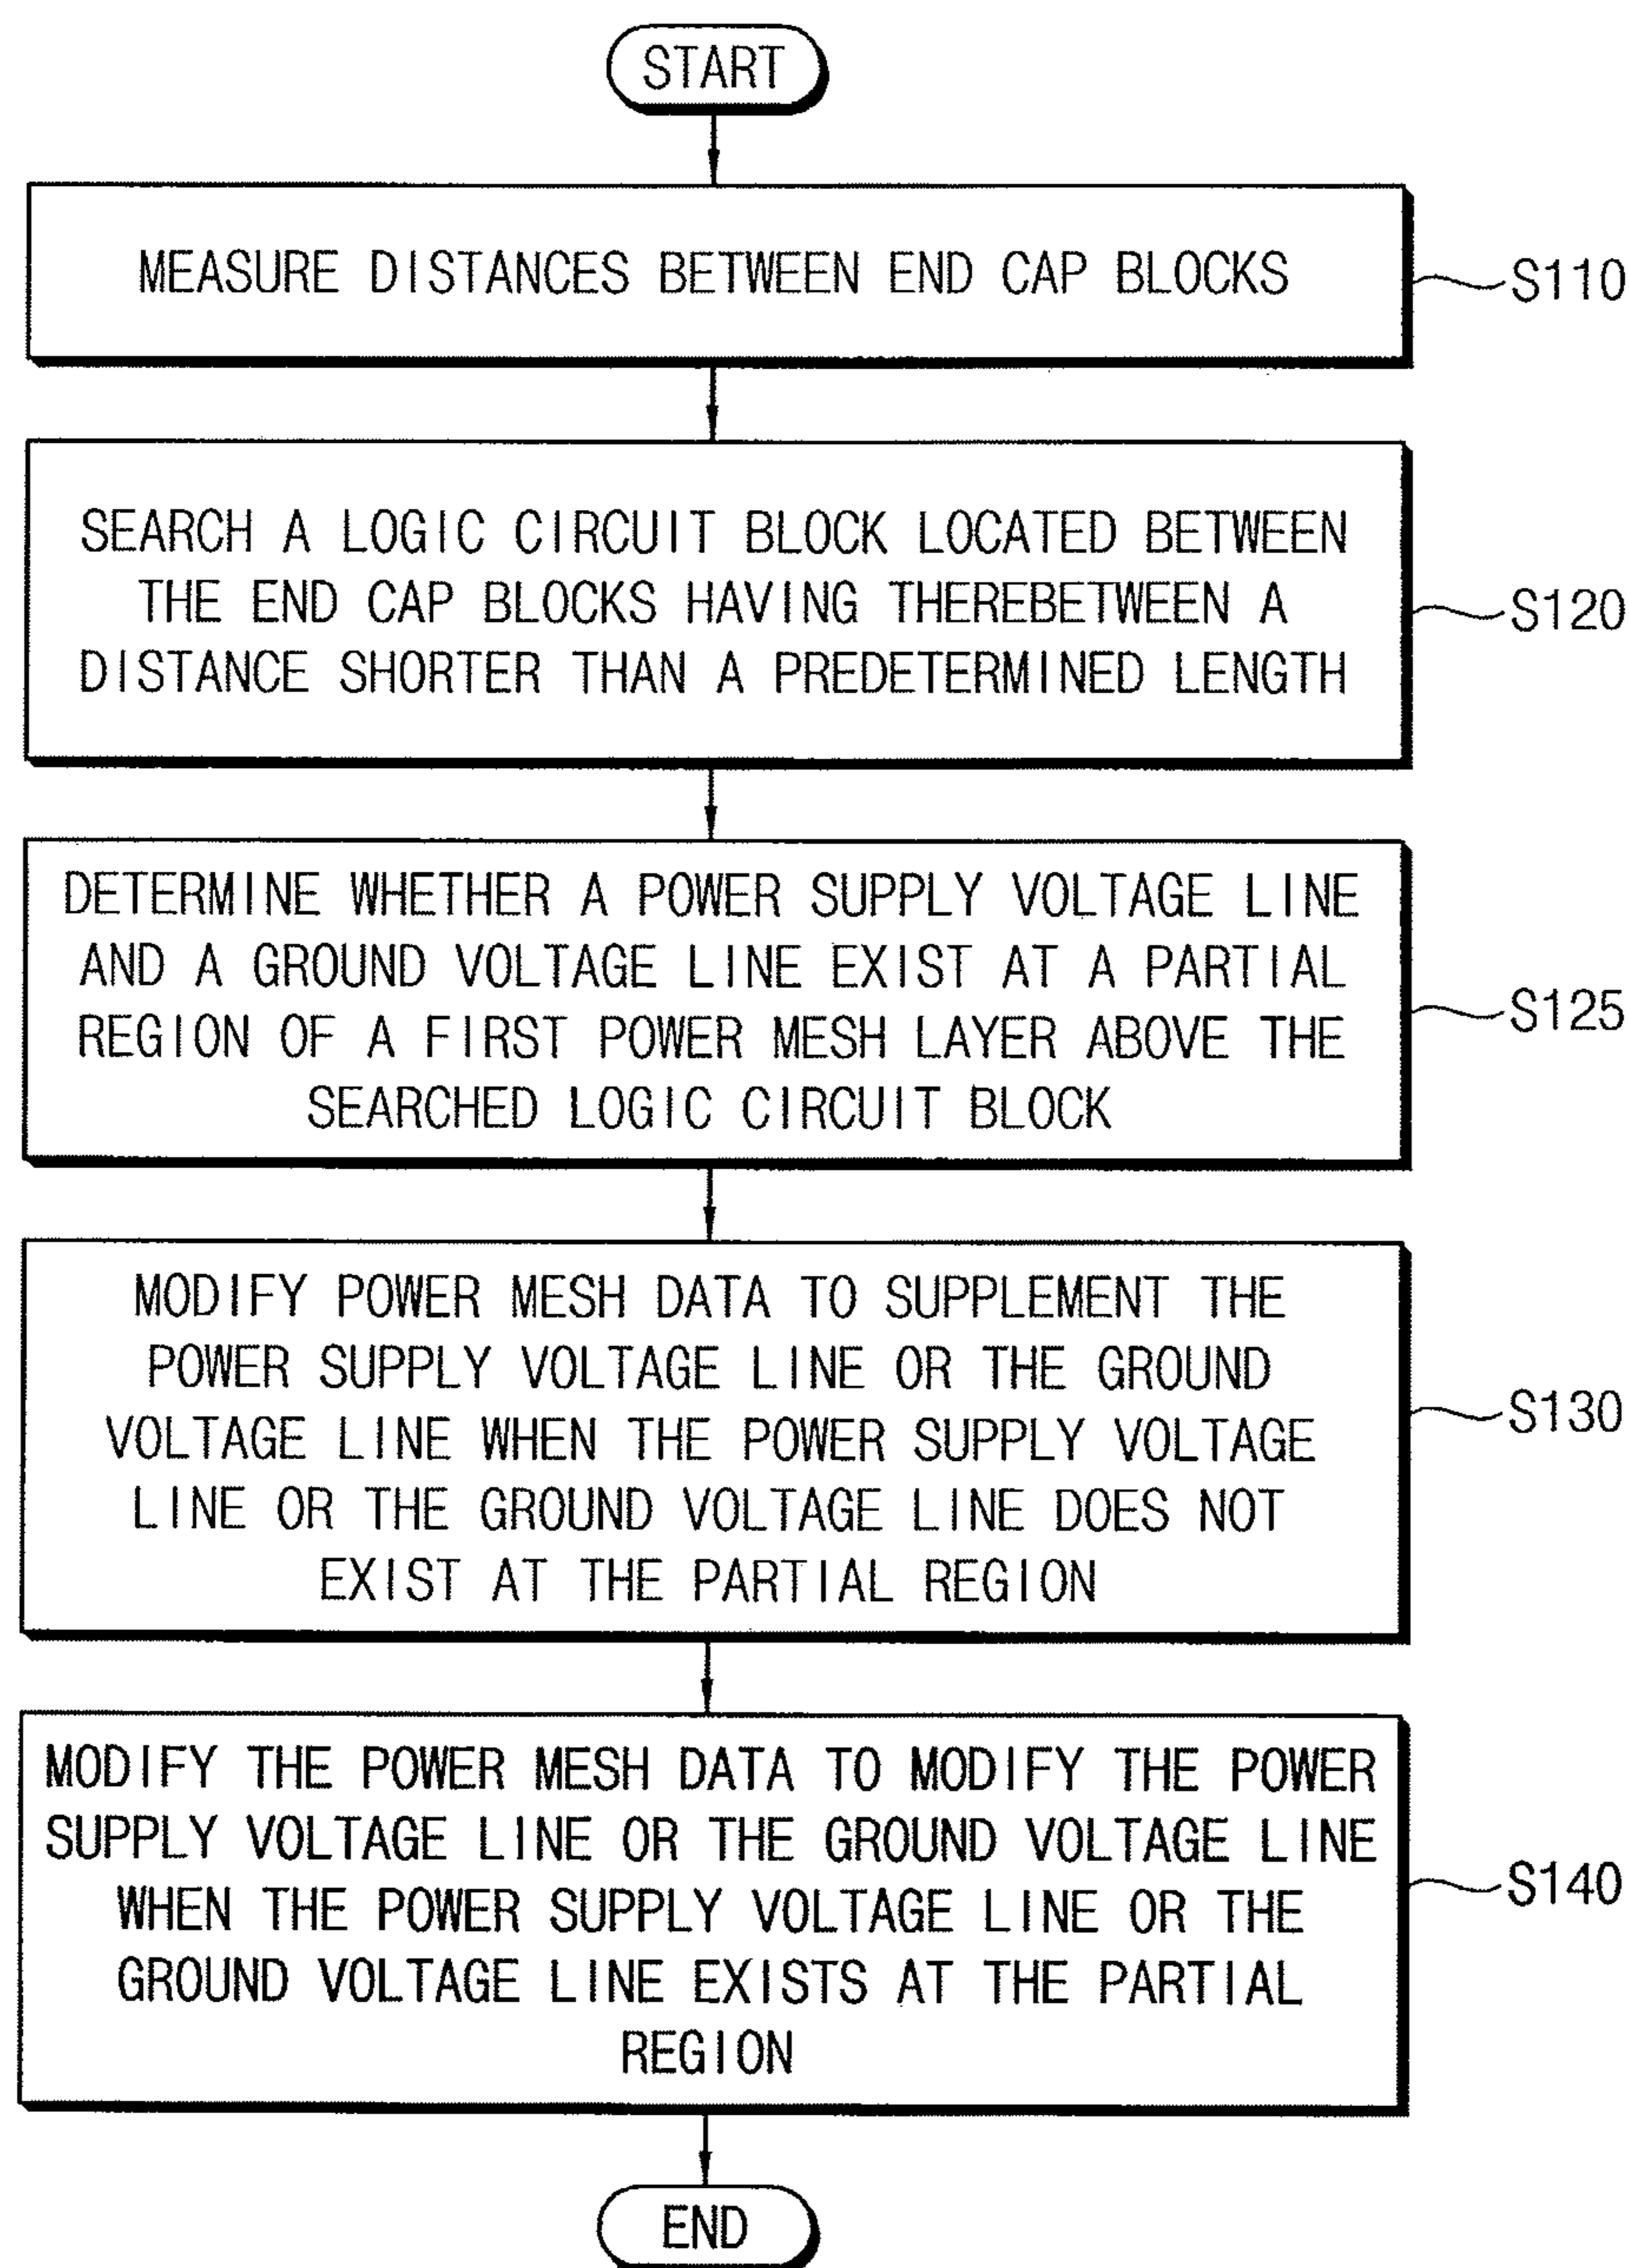 START
MEASURE DISTANCES BETWEEN END CAP BLOCKS
S110
SEARCH A LOGIC CIRCUIT BLOCK LOCATED BETWEEN
THE END CAP BLOCKS HAVING THEREBETWEEN A
DISTANCE SHORTER THAN A PREDETERMINED LENGTH
S120
DETERMINE WHETHER A POWER SUPPLY VOLTAGE LINE
AND A GROUND VOLTAGE LINE EXIST AT A PARTIAL
REGION OF A FIRST POWER MESH LAYER ABOVE THE
SEARCHED LOGIC CIRCUIT BLOCK
S125
MODIFY POWER MESH DATA TO SUPPLEMENT THE
POWER SUPPLY VOLTAGE LINE OR THE GROUND
VOLTAGE LINE WHEN THE POWER SUPPLY VOLTAGE
LINE OR THE GROUND VOLTAGE LINE DOES NOT
EXIST AT THE PARTIAL REGION
S130
MODIFY THE POWER MESH DATA TO MODIFY THE POWER
SUPPLY VOLTAGE LINE OR THE GROUND VOLTAGE LINE
WHEN THE POWER SUPPLY VOLTAGE LINE OR THE
GROUND VOLTAGE LINE EXISTS AT THE PARTIAL
REGION
S140
END